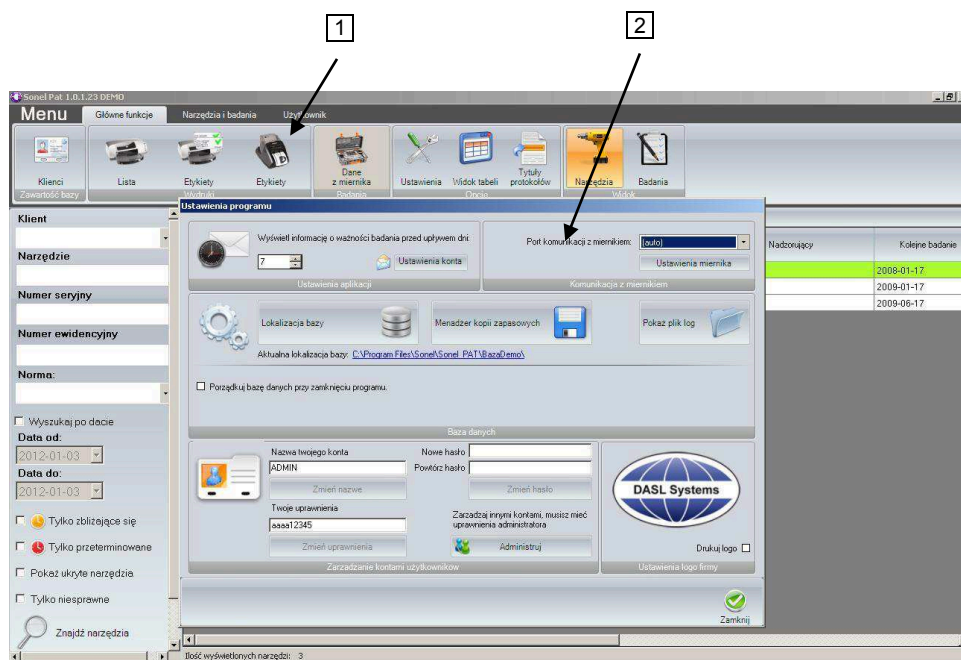 1
2
Sonel Pat 1.0.1.23 DEMO
Menu Główne funkcje Narzędzia i badania Użytkownik
Klienci Lista Etykiety Etykiety Dane z miernika Ustawienia Widok tabeli Tytuły protokołów Narzędzia Badania
Zawartość bazy Wydruki Badania Opcje Widok
Ustawienia programu
Klient
Narzędzie
Numer seryjny
Numer ewidencyjny
Norma:
Wyszukaj po dacie
Data od:
2012-01-03
Data do:
2012-01-03
Tylko zbliżające się
Tylko przeterminowane
Pokaż ukryte narzędzia
Tylko niesprawne
Znajdź narzędzia
Wyświetl informację o ważności badania przed upływem dni:
7
Ustawienia konta
Ustawienia aplikacji
Port komunikacji z miernikiem: (auto)
Ustawienia miernika
Komunikacja z miernikiem
Lokalizacja bazy
Menadzer kopii zapasowych
Pokaz plik log
Aktualna lokalizacja bazy: C:\Program Files\Sonel\Sonel_PAT\BazaDemo\
Porządkuj bazę danych przy zamknięciu programu.
Baza danych
Nazwa twojego konta
ADMIN
Zmień nazwe
Twoje uprawnienia
aaaa12345
Zmień uprawnienia
Nowe hasło
Powtórz hasło
Zmień hasło
Zarzadzaj innymi kontami, musisz mieć
uprawnienia administratora
Administruj
Zarzadzanie kontami użytkowników
DASL Systems
Drukuj logo
Ustawienia logo firmy
Zamknij
Nadzorujący Kolejne badanie
2008-01-17
2009-01-17
2009-06-17
Ilość wyświetlonych narzędzi: 3